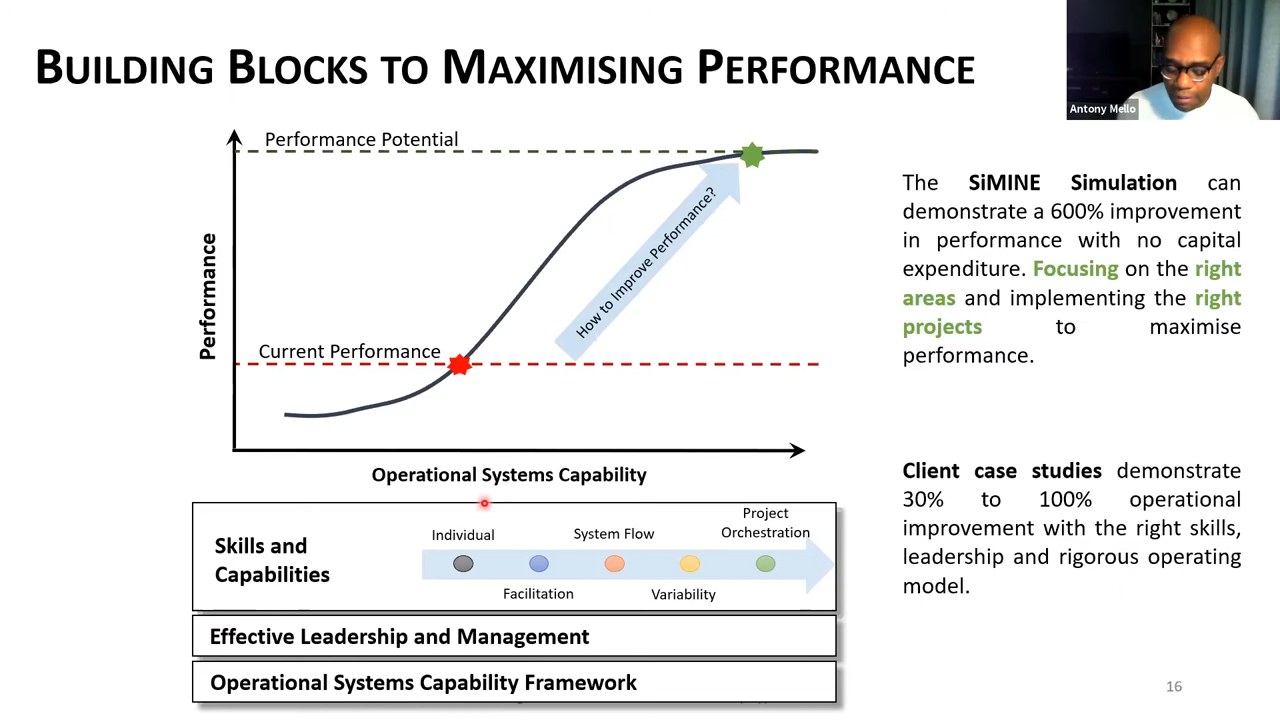 BUILDING BLOCKS TO MAXIMISING PERFORMANCE
Antony Mello
Performance Potential
How to Improve Performance?
Performance
Current Performance
Operational Systems Capability
The SiMINE Simulation can
demonstrate a 600% improvement
in performance with no capital
expenditure. Focusing on the right
areas and implementing the right
projects to maximise
performance.
Client case studies demonstrate
30% to 100% operational
improvement with the right skills,
leadership and rigorous operating
model.
Skills and
Capabilities
Individual
Facilitation
System Flow
Variability
Project
Orchestration
Effective Leadership and Management
Operational Systems Capability Framework
16